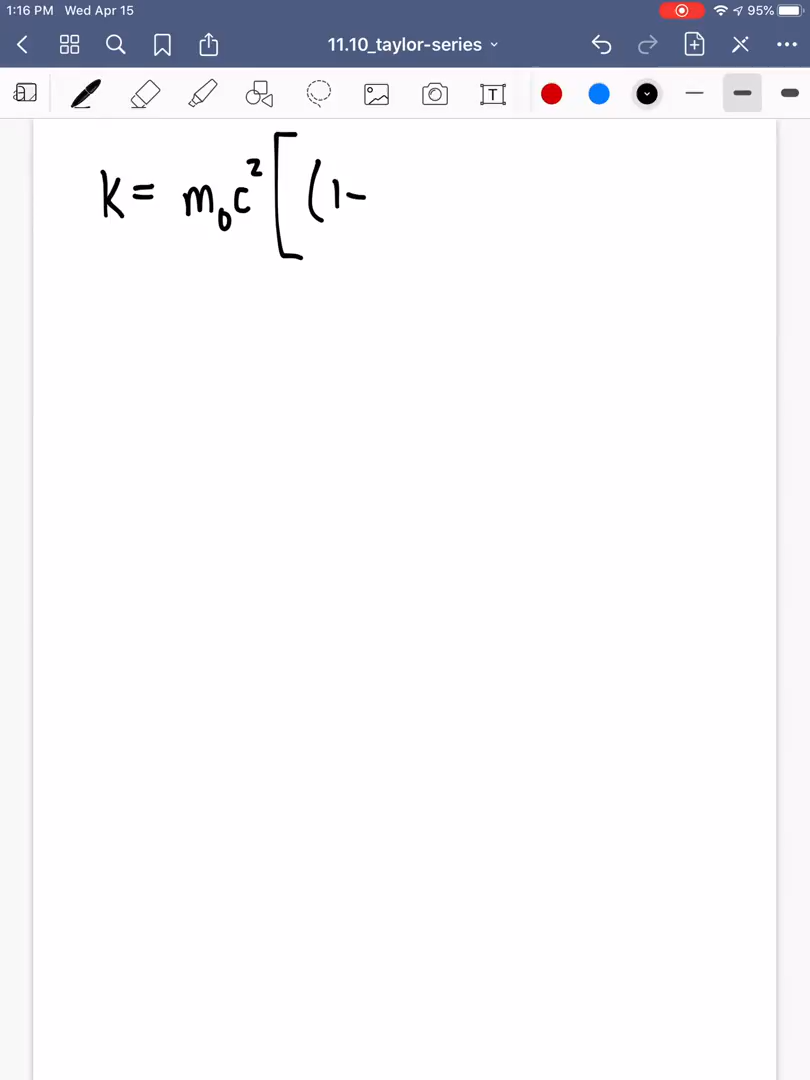 1:16 PM Wed Apr 15 95%
11.10_taylor-series
T
K = m₀c² [ (1-